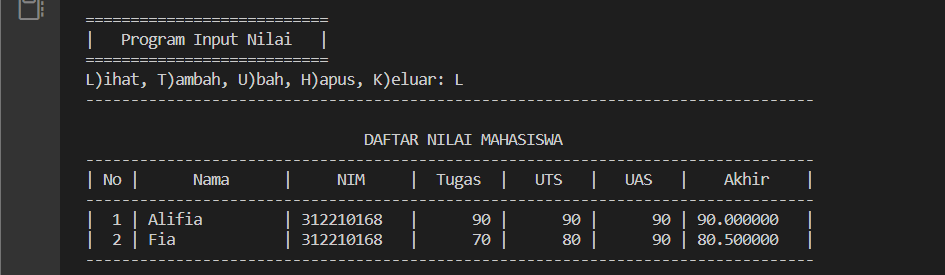 ===========================
|   Program Input Nilai   |
===========================
L)ihat, T)ambah, U)bah, H)apus, K)eluar: L
---------------------------------------------------------------------------------
DAFTAR NILAI MAHASISWA
---------------------------------------------------------------------------------
| No |      Nama      |     NIM     |  Tugas  |   UTS   |   UAS   |    Akhir    |
---------------------------------------------------------------------------------
|  1 | Alifia         | 312210168   |      90 |      90 |      90 | 90.000000   |
|  2 | Fia            | 312210168   |      70 |      80 |      90 | 80.500000   |
---------------------------------------------------------------------------------